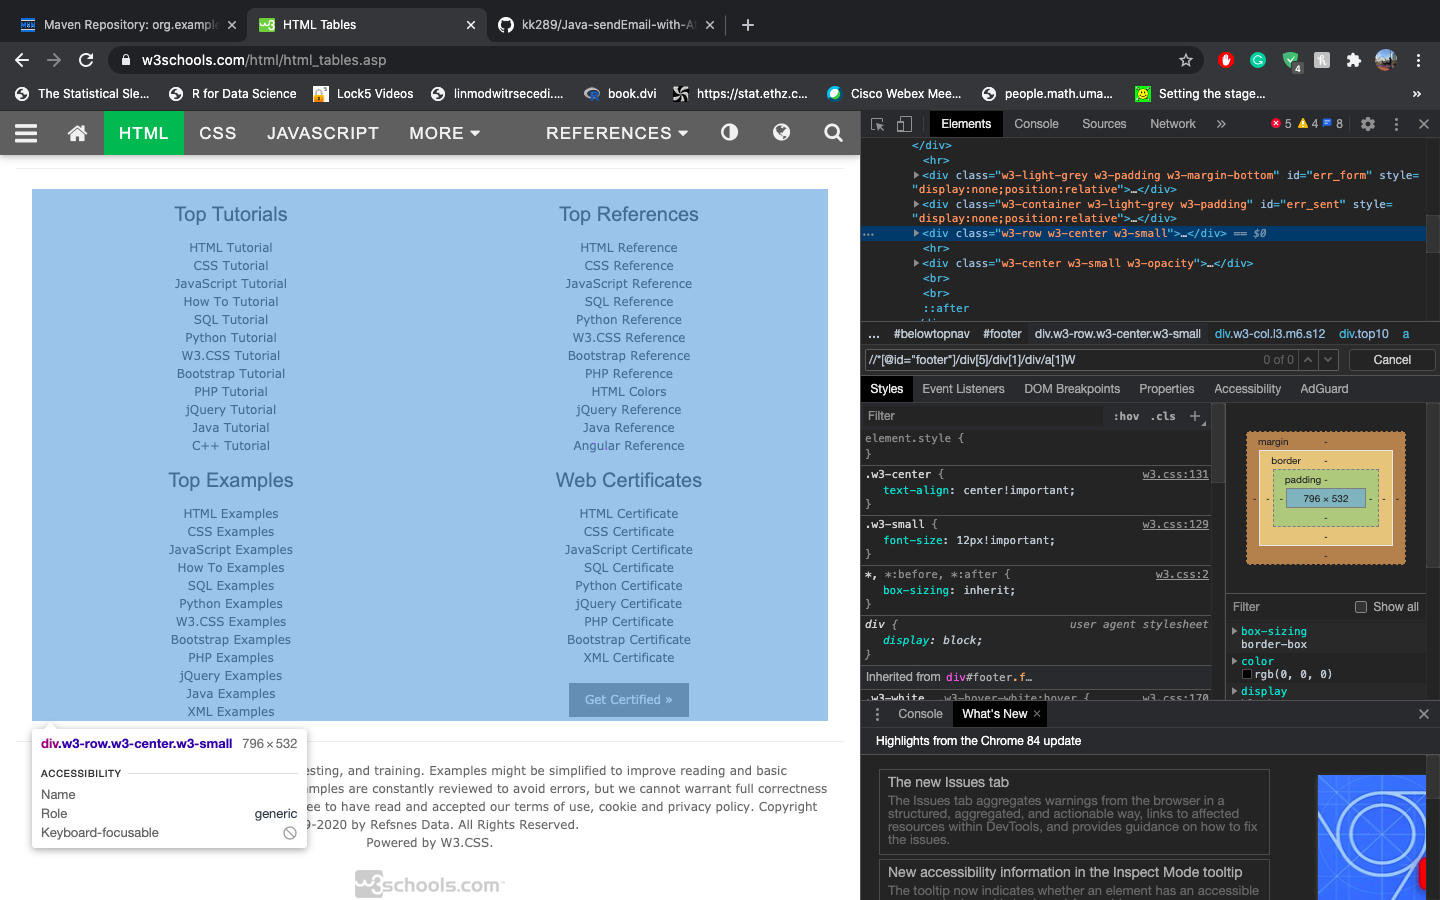 Maven Repository: org.example
HTML Tables
kk289/Java-sendEmail-with-A
w3schools.com/html/html_tables.asp
4
The Statistical Sle...
R for Data Science
Lock5 Videos
linmodwitrsecedi....
book.dvi
https://stat.ethz.c...
Cisco Webex Mee...
people.math.uma...
Setting the stage...
»
HTML
CSS
JAVASCRIPT
MORE
REFERENCES
Top Tutorials
HTML Tutorial
CSS Tutorial
JavaScript Tutorial
How To Tutorial
SQL Tutorial
Python Tutorial
W3.CSS Tutorial
Bootstrap Tutorial
PHP Tutorial
jQuery Tutorial
Java Tutorial
C++ Tutorial
Top References
HTML Reference
CSS Reference
JavaScript Reference
SQL Reference
Python Reference
W3.CSS Reference
Bootstrap Reference
PHP Reference
HTML Colors
jQuery Reference
Java Reference
Angular Reference
Top Examples
HTML Examples
CSS Examples
JavaScript Examples
How To Examples
SQL Examples
Python Examples
W3.CSS Examples
Bootstrap Examples
PHP Examples
jQuery Examples
Java Examples
XML Examples
Web Certificates
HTML Certificate
CSS Certificate
JavaScript Certificate
SQL Certificate
Python Certificate
jQuery Certificate
PHP Certificate
Bootstrap Certificate
XML Certificate
Get Certified »
div.w3-row.w3-center.w3-small 796 × 532
ACCESSIBILITY
Name
Role generic
Keyboard-focusable
esting, and training. Examples might be simplified to improve reading and basic
mples are constantly reviewed to avoid errors, but we cannot warrant full correctness
ee to have read and accepted our terms of use, cookie and privacy policy. Copyright
9-2020 by Refsnes Data. All Rights Reserved.
Powered by W3.CSS.
w3schools.com
Elements
Console
Sources
Network
»
5
4
8
</div>
<hr>
<div class="w3-light-grey w3-padding w3-margin-bottom" id="err_form" style=
"display:none;position:relative">…</div>
<div class="w3-container w3-light-grey w3-padding" id="err_sent" style=
"display:none;position:relative">…</div>
<div class="w3-row w3-center w3-small">…</div> == $0
<hr>
<div class="w3-center w3-small w3-opacity">…</div>
<br>
<br>
::after
... #belowtopnav #footer div.w3-row.w3-center.w3-small div.w3-col.l3.m6.s12 div.top10 a
//*[@id="footer"]/div[5]/div[1]/div/a[1]W
0 of 0
Cancel
Styles
Event Listeners
DOM Breakpoints
Properties
Accessibility
AdGuard
Filter
:hov .cls +
element.style {
}
.w3-center { w3.css:131
text-align: center!important;
}
.w3-small { w3.css:129
font-size: 12px!important;
}
*, *:before, *:after { w3.css:2
box-sizing: inherit;
}
div { user agent stylesheet
display: block;
}
Inherited from div#footer.f…
.w3-white, .w3-hover-white:hover { w3.css:170
margin -
border -
padding -
- - - 796 × 532 - - -
-
-
-
Filter
Show all
box-sizing
border-box
color
rgb(0, 0, 0)
display
Console
What's New
Highlights from the Chrome 84 update
The new Issues tab
The Issues tab aggregates warnings from the browser in a
structured, aggregated, and actionable way, links to affected
resources within DevTools, and provides guidance on how to fix
the issues.
New accessibility information in the Inspect Mode tooltip
The tooltip now indicates whether an element has an accessible